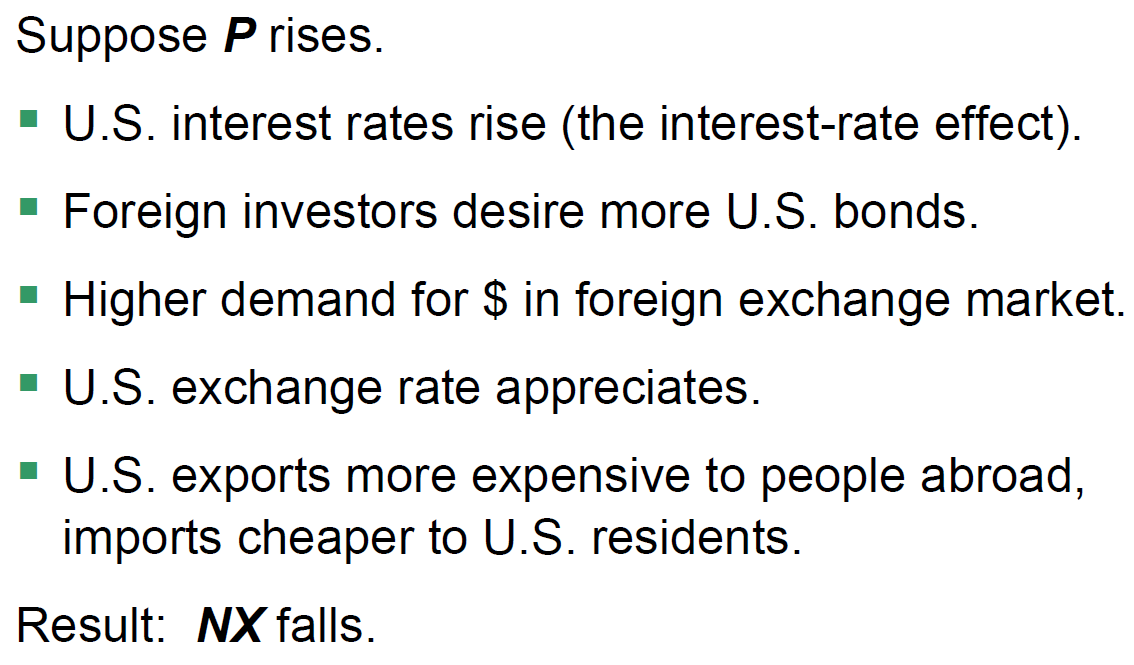 Suppose P rises.
▪ U.S. interest rates rise (the interest-rate effect).
▪ Foreign investors desire more U.S. bonds.
▪ Higher demand for $ in foreign exchange market.
▪ U.S. exchange rate appreciates.
▪ U.S. exports more expensive to people abroad,
imports cheaper to U.S. residents.
Result: NX falls.